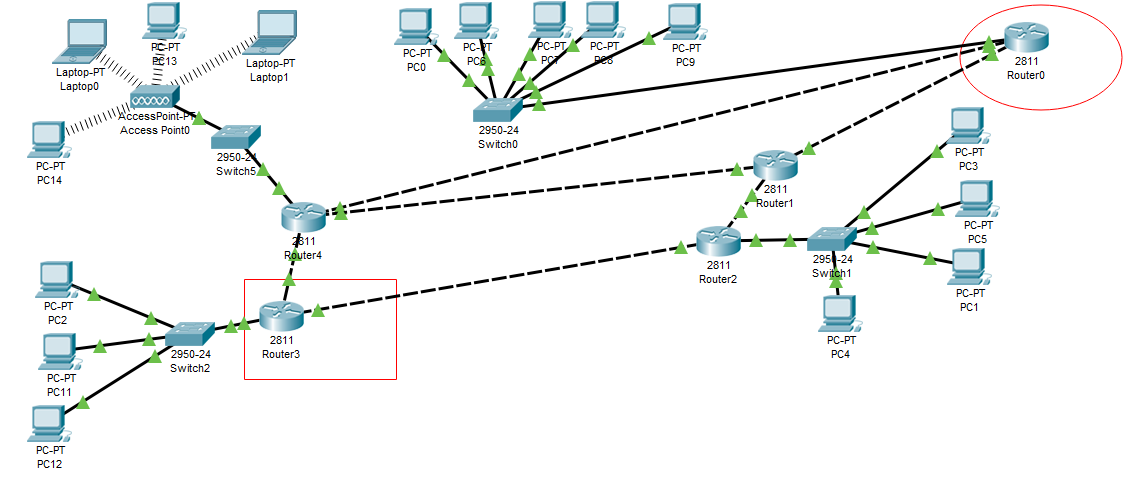 Laptop-PT
Laptop0
PC-PT
PC13
Laptop-PT
Laptop1
AccessPoint-PT
Access Point0
PC-PT
PC14
2950-24
Switch5
PC-PT
PC0
PC-PT
PC6
PC-PT
PC7
PC-PT
PC8
PC-PT
PC9
2950-24
Switch0
2811
Router0
2811
Router1
PC-PT
PC3
PC-PT
PC5
2811
Router4
2811
Router2
2950-24
Switch1
PC-PT
PC1
PC-PT
PC2
2811
Router3
PC-PT
PC4
2950-24
Switch2
PC-PT
PC11
PC-PT
PC12